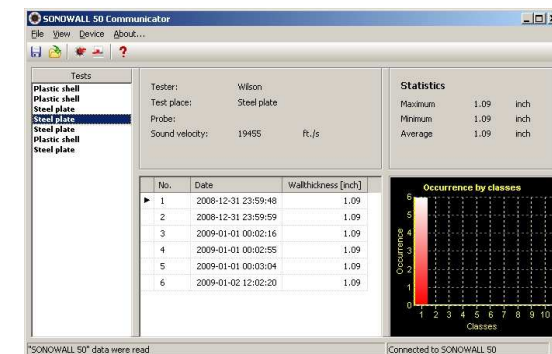 SONOWALL 50 Communicator
File View Device About...
Tests
Plastic shell
Plastic shell
Steel plate
Steel plate
Steel plate
Plastic shell
Steel plate
Tester: Wilson
Test place: Steel plate
Probe:
Sound velocity: 19455 ft./s
Statistics
Maximum 1.09 inch
Minimum 1.09 inch
Average 1.09 inch
No. Date Wallthickness [inch]
1 2008-12-31 23:59:48 1.09
2 2008-12-31 23:59:59 1.09
3 2009-01-01 00:02:16 1.09
4 2009-01-01 00:02:55 1.09
5 2009-01-01 00:03:04 1.09
6 2009-01-02 12:02:20 1.09
Occurrence by classes
Occurrence
6
5
4
3
2
1
0
1 2 3 4 5 6 7 8 9 10
Classes
"SONOWALL 50" data were read
Connected to SONOWALL 50